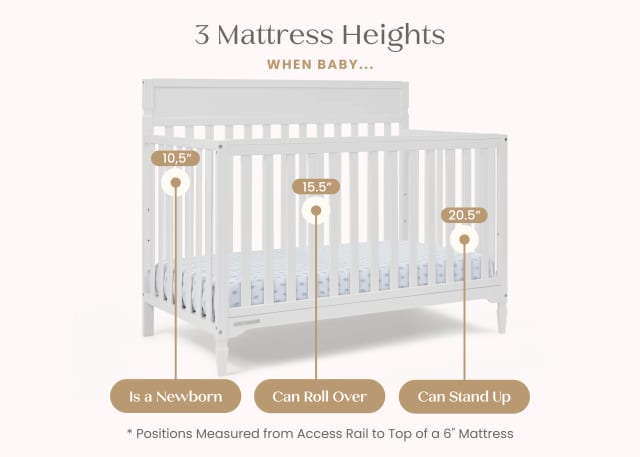 3 Mattress Heights
WHEN BABY...
10,5”
15.5”
20.5”
Is a Newborn
Can Roll Over
Can Stand Up
* Positions Measured from Access Rail to Top of a 6" Mattress